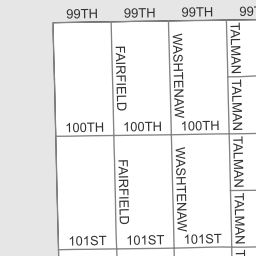 99TH 99TH 99TH 99T
FAIRFIELD
WASHTENAW
TALMAN
TALMAN
100TH 100TH 100TH
FAIRFIELD
WASHTENAW
TALMAN
TALMAN
101ST 101ST 101ST